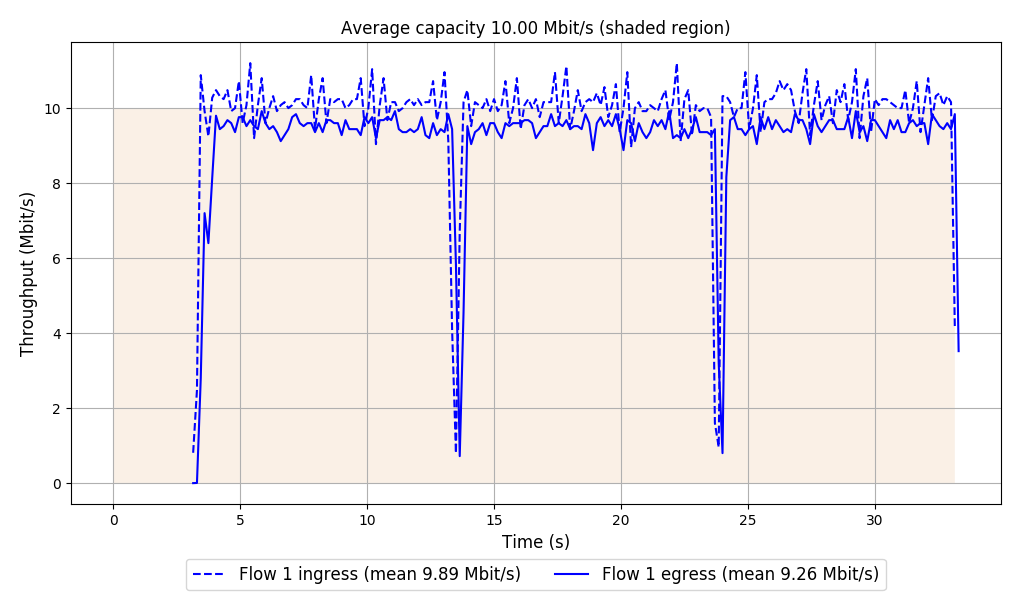 Average capacity 10.00 Mbit/s (shaded region)
Throughput (Mbit/s)
10
8
6
4
2
0
0 5 10 15 20 25 30
Time (s)
Flow 1 ingress (mean 9.89 Mbit/s) Flow 1 egress (mean 9.26 Mbit/s)